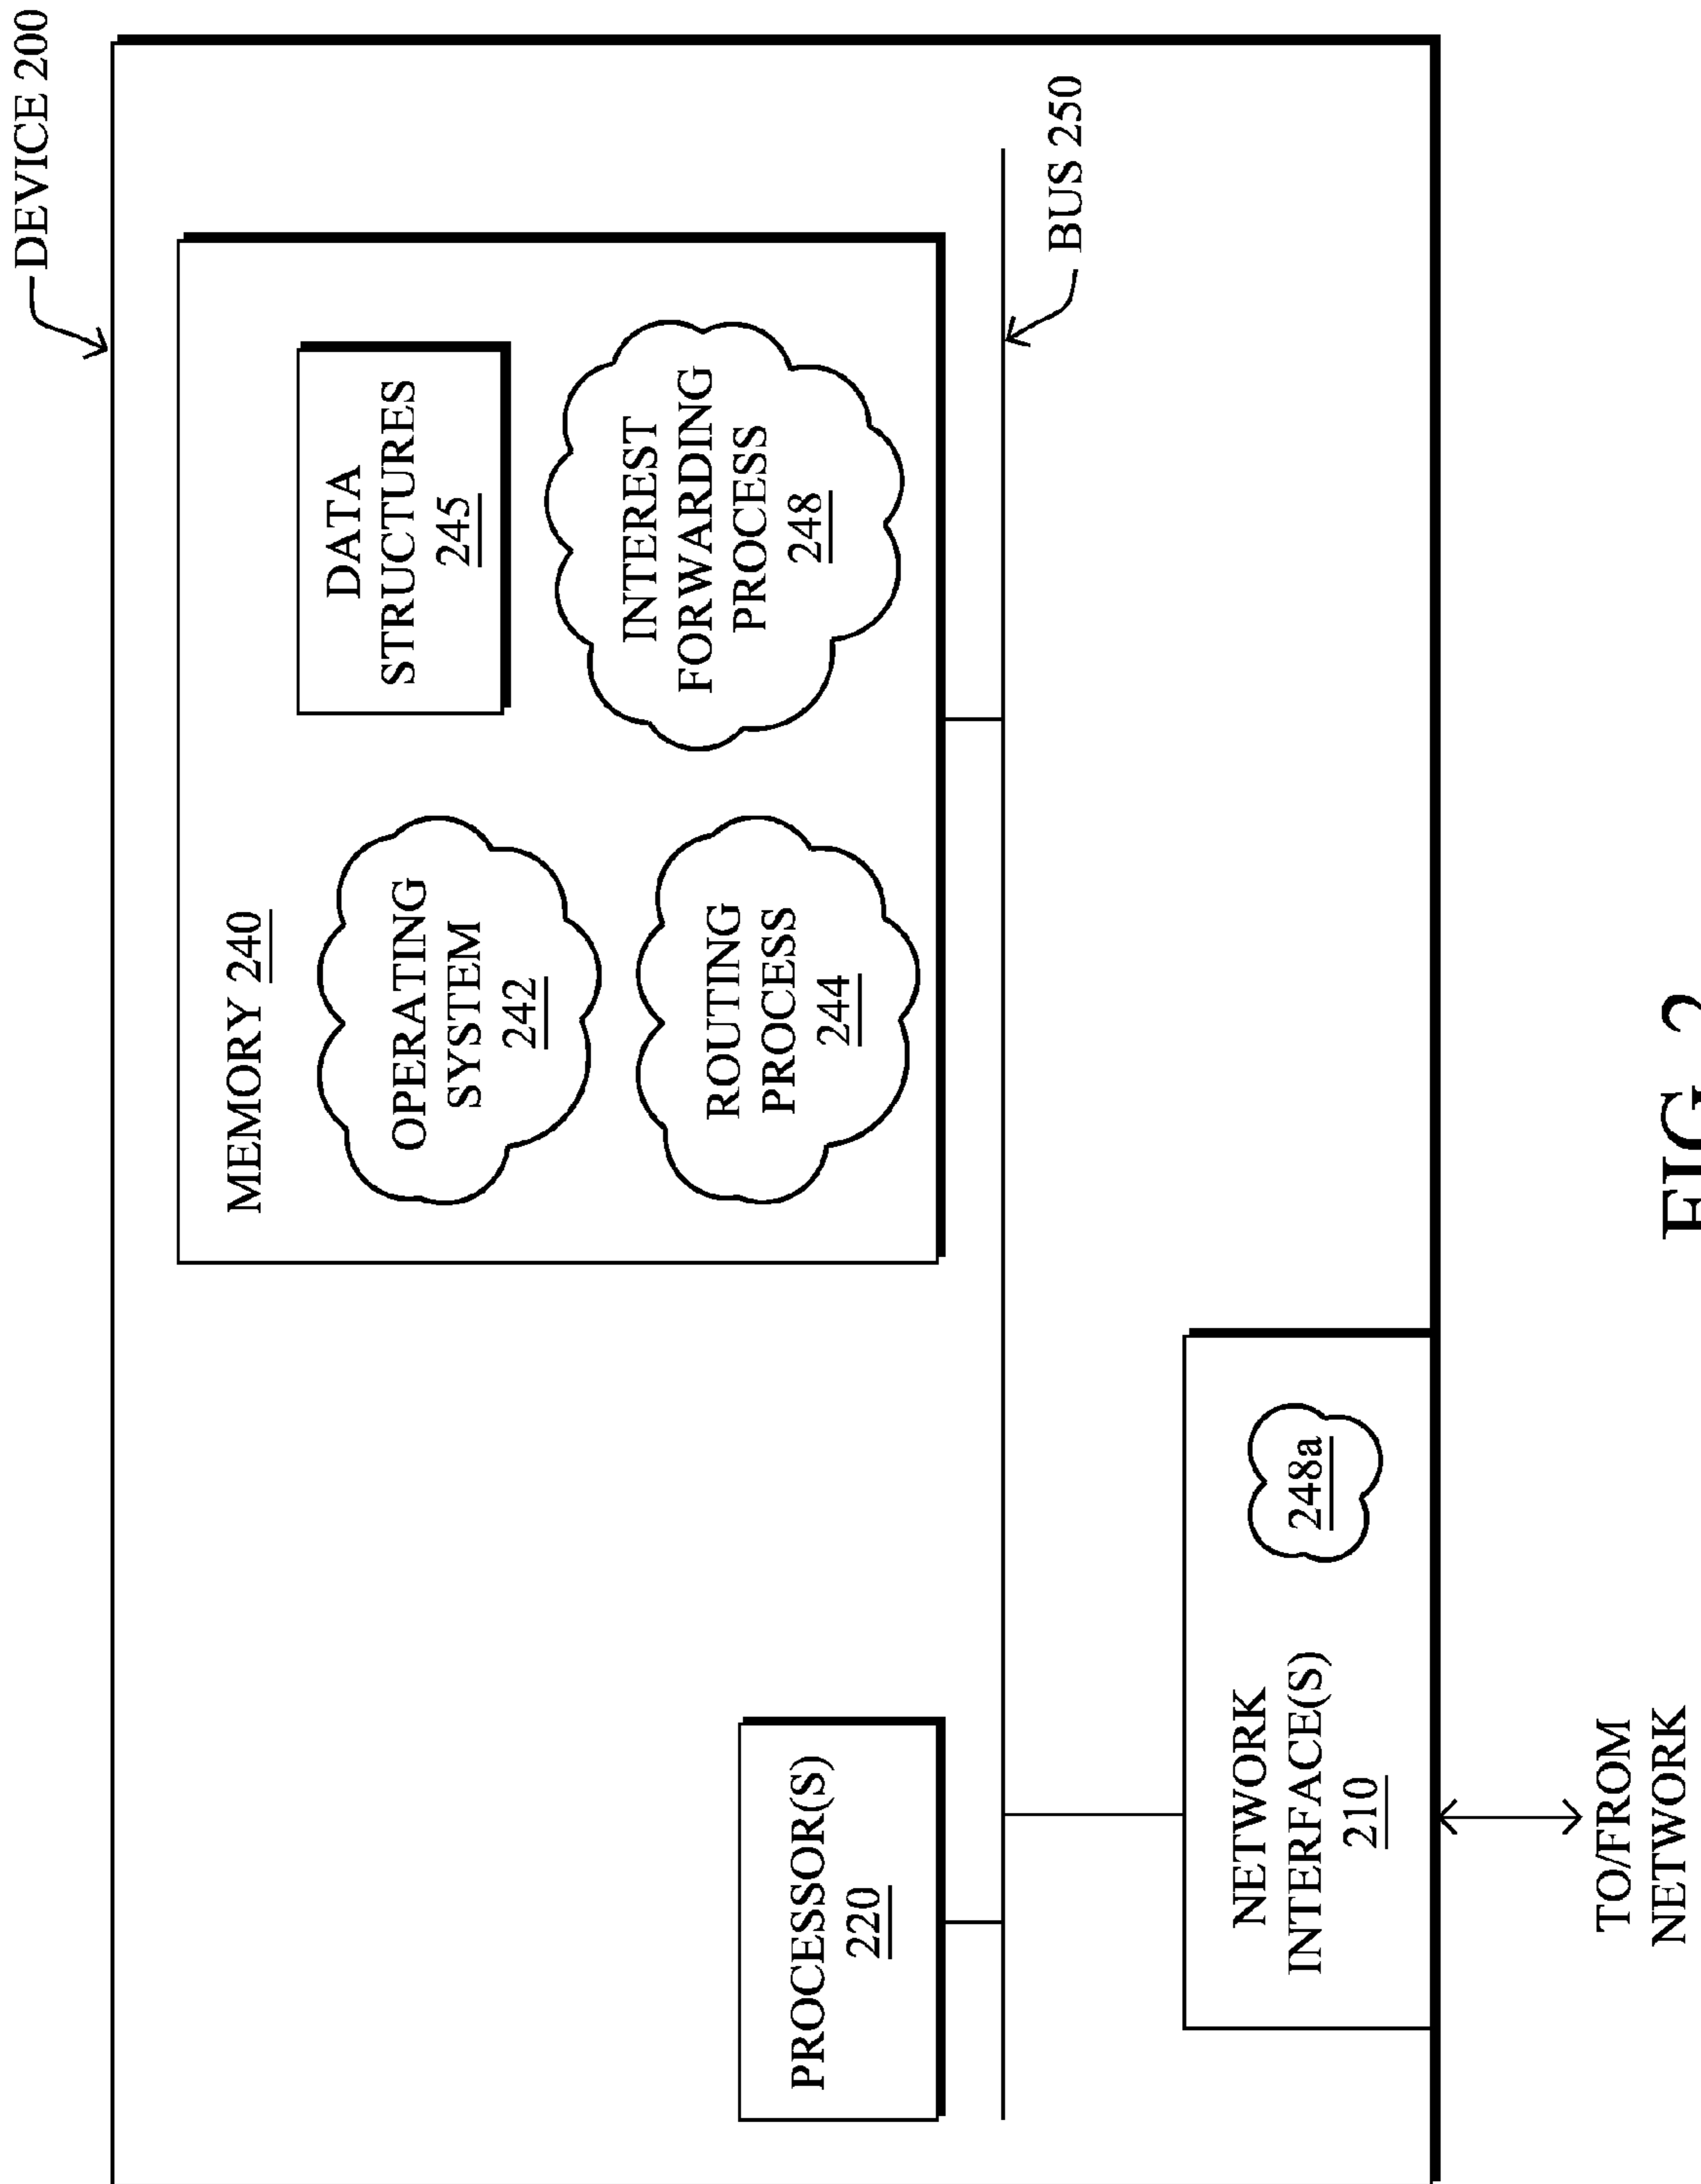 DEVICE 200
MEMORY 240
OPERATING
SYSTEM
242
DATA
STRUCTURES
245
ROUTING
PROCESS
244
INTEREST
FORWARDING
PROCESS
248
PROCESSOR(S)
220
BUS 250
NETWORK
INTERFACE(S)
210
248a
TO/FROM
NETWORK
FIG. 2